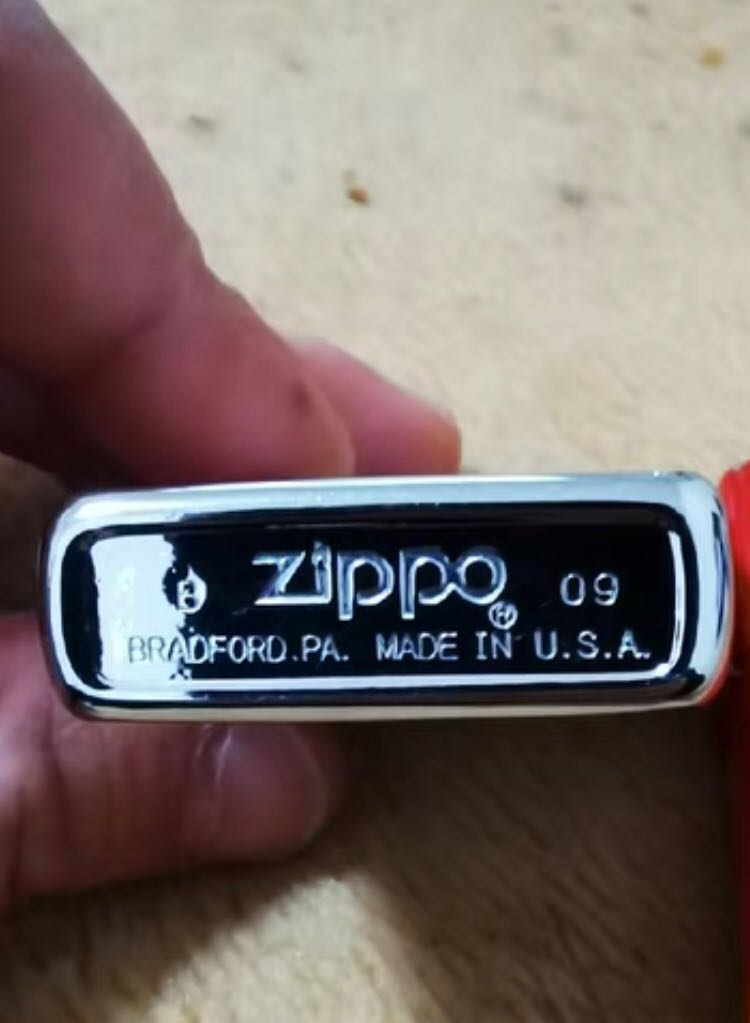 B zippo ® 09
BRADFORD.PA. MADE IN U.S.A.